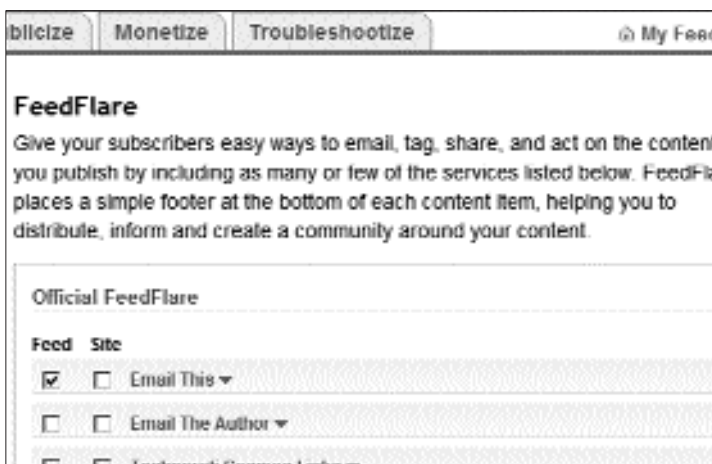 blicize Monetize Troubleshootize My Feed
FeedFlare
Give your subscribers easy ways to email, tag, share, and act on the content
you publish by including as many or few of the services listed below. FeedFla
places a simple footer at the bottom of each content item, helping you to
distribute, inform and create a community around your content.
Official FeedFlare
Feed Site
Email This
Email The Author